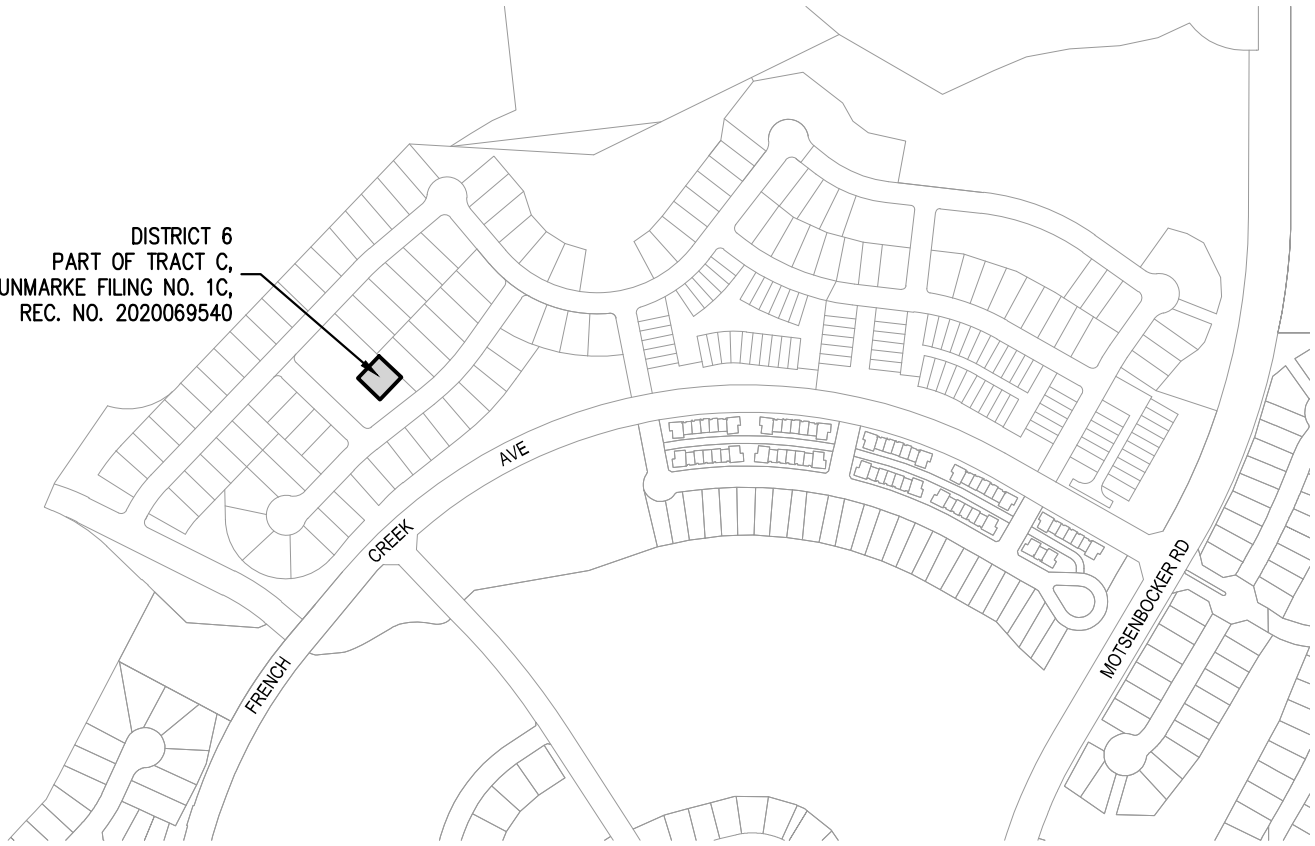 DISTRICT 6
PART OF TRACT C,
UNMARKE FILING NO. 1C,
REC. NO. 2020069540
AVE
CREEK
FRENCH
MOTSENBOCKER RD